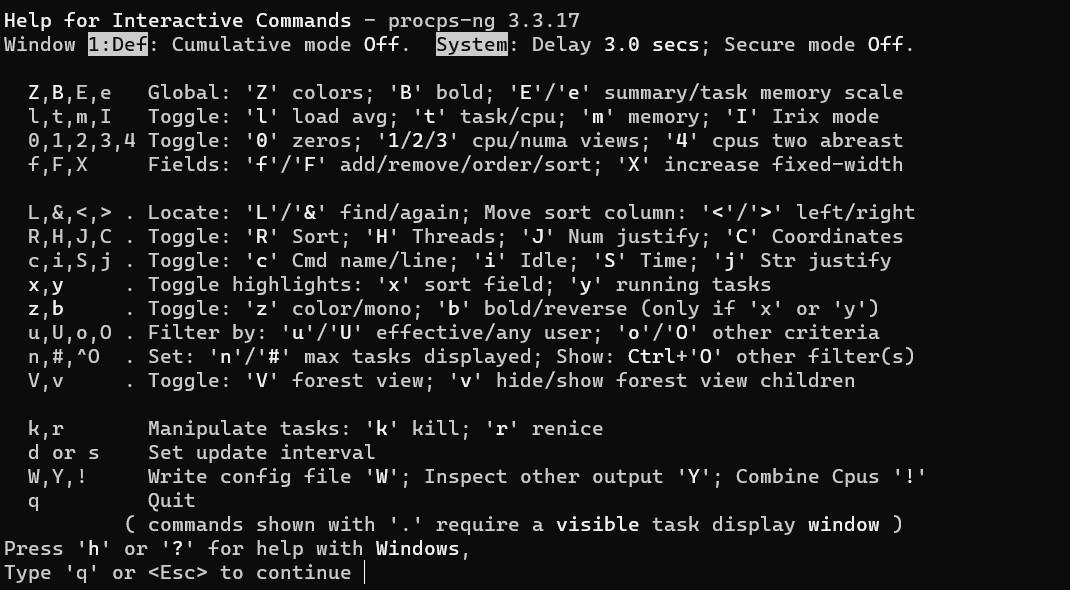 Help for Interactive Commands - procps-ng 3.3.17
Window 1:Def: Cumulative mode Off.  System: Delay 3.0 secs; Secure mode Off.

  Z,B,E,e   Global: 'Z' colors; 'B' bold; 'E'/'e' summary/task memory scale
  l,t,m,I   Toggle: 'l' load avg; 't' task/cpu; 'm' memory; 'I' Irix mode
  0,1,2,3,4 Toggle: '0' zeros; '1/2/3' cpu/numa views; '4' cpus two abreast
  f,F,X     Fields: 'f'/'F' add/remove/order/sort; 'X' increase fixed-width

  L,&,<,> . Locate: 'L'/'&' find/again; Move sort column: '<'/'>' left/right
  R,H,J,C . Toggle: 'R' Sort; 'H' Threads; 'J' Num justify; 'C' Coordinates
  c,i,S,j . Toggle: 'c' Cmd name/line; 'i' Idle; 'S' Time; 'j' Str justify
  x,y     . Toggle highlights: 'x' sort field; 'y' running tasks
  z,b     . Toggle: 'z' color/mono; 'b' bold/reverse (only if 'x' or 'y')
  u,U,o,O . Filter by: 'u'/'U' effective/any user; 'o'/'O' other criteria
  n,#,^O  . Set: 'n'/'#' max tasks displayed; Show: Ctrl+'O' other filter(s)
  V,v     . Toggle: 'V' forest view; 'v' hide/show forest view children

  k,r       Manipulate tasks: 'k' kill; 'r' renice
  d or s    Set update interval
  W,Y,!     Write config file 'W'; Inspect other output 'Y'; Combine Cpus '!'
  q         Quit
          ( commands shown with '.' require a visible task display window )
Press 'h' or '?' for help with Windows,
Type 'q' or <Esc> to continue